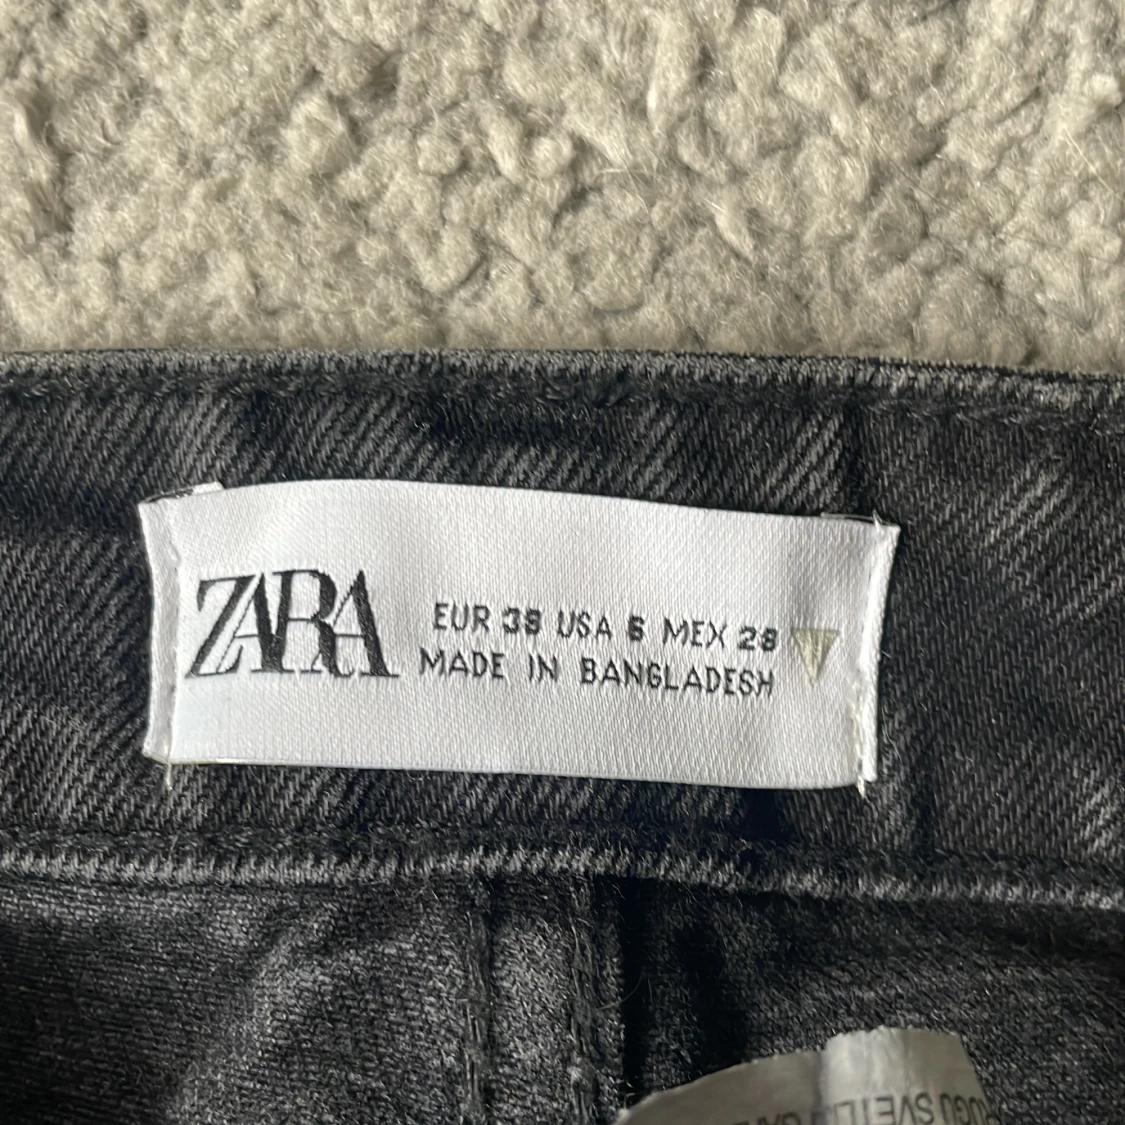 ZARA
EUR 38 USA 6 MEX 28
MADE IN BANGLADESH